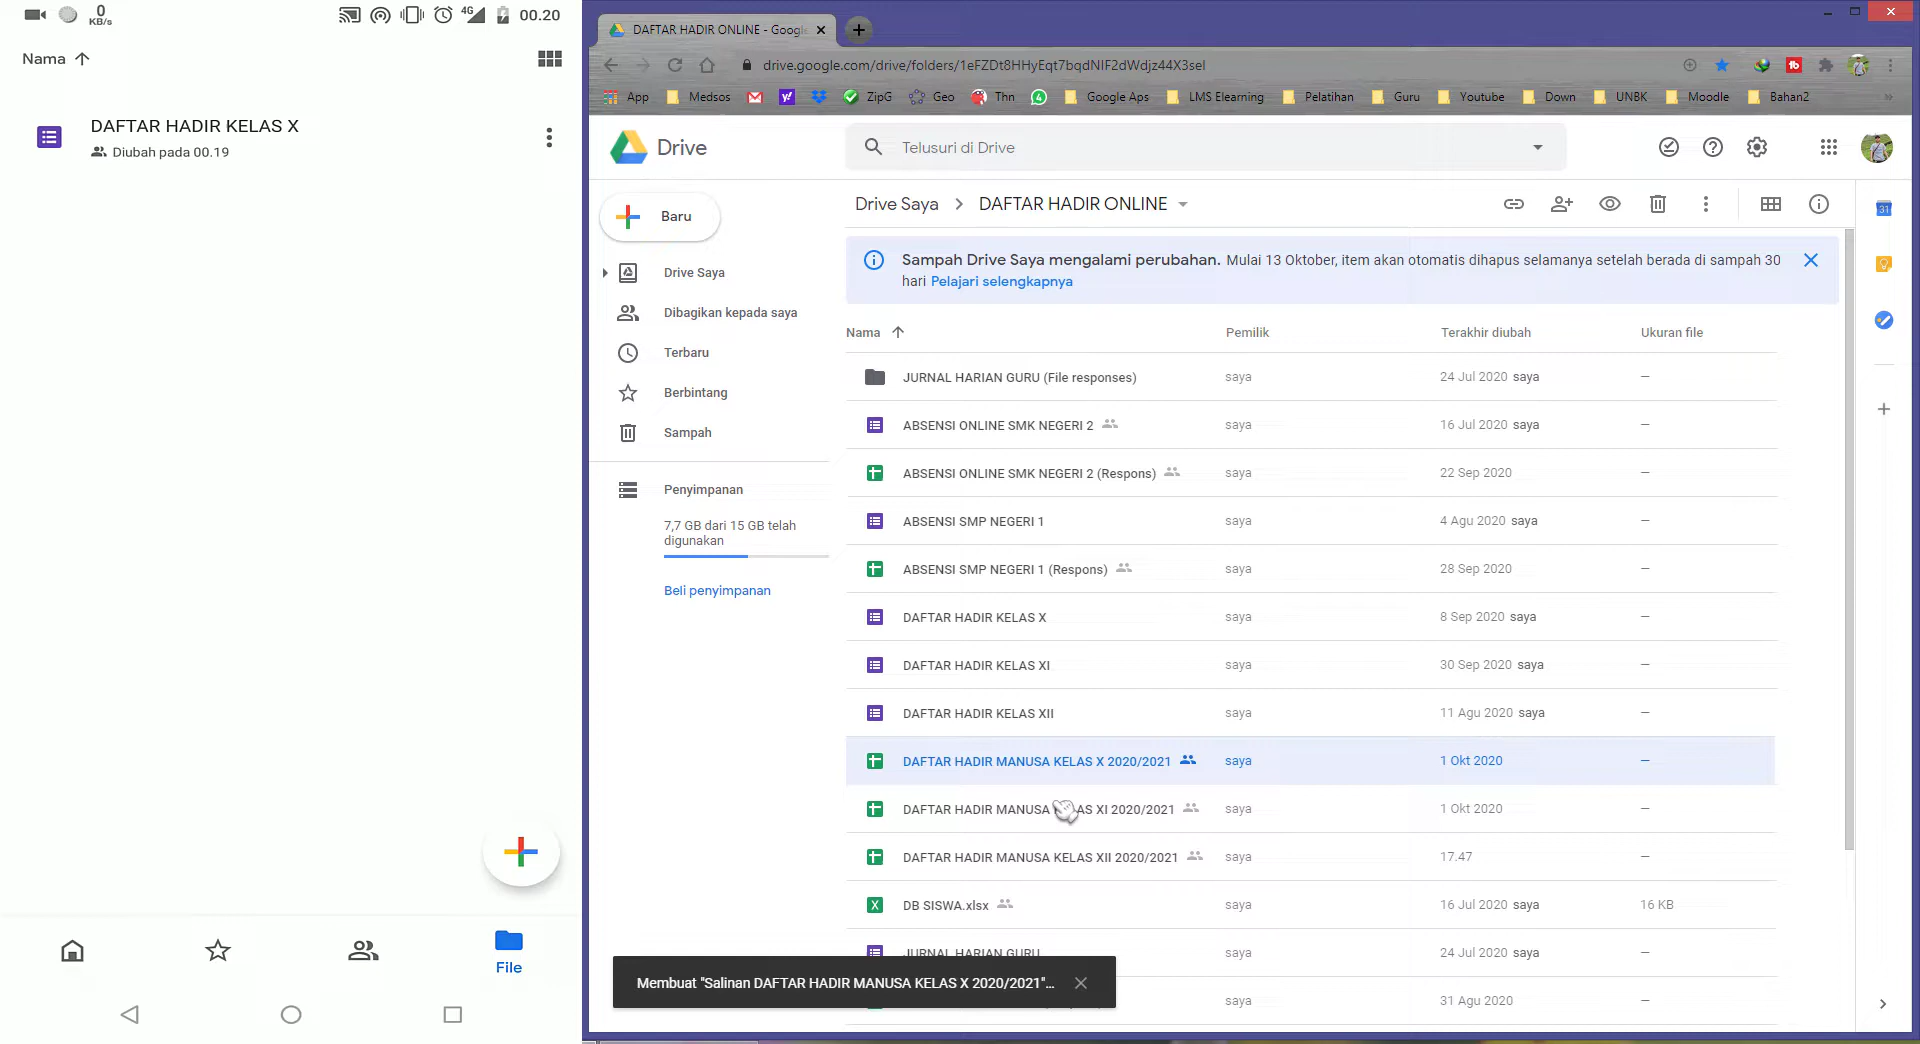 0
KB/s
4G
00.20
Nama
DAFTAR HADIR KELAS X
Diubah pada 00.19
File
DAFTAR HADIR ONLINE - Googl
drive.google.com/drive/folders/1eFZDt8HHyEqt7bqdNIF2dWdjz44X3sel
App
Medsos
ZipG
Geo
Thn
Google Aps
LMS Elearning
Pelatihan
Guru
Youtube
Down
UNBK
Moodle
Bahan2
Drive
Telusuri di Drive
Baru
Drive Saya
Dibagikan kepada saya
Terbaru
Berbintang
Sampah
Penyimpanan
7,7 GB dari 15 GB telah
digunakan
Beli penyimpanan
Drive Saya > DAFTAR HADIR ONLINE
Sampah Drive Saya mengalami perubahan. Mulai 13 Oktober, item akan otomatis dihapus selamanya setelah berada di sampah 30
hari Pelajari selengkapnya
Nama Pemilik Terakhir diubah Ukuran file
JURNAL HARIAN GURU (File responses) saya 24 Jul 2020 saya —
ABSENSI ONLINE SMK NEGERI 2 saya 16 Jul 2020 saya —
ABSENSI ONLINE SMK NEGERI 2 (Respons) saya 22 Sep 2020 —
ABSENSI SMP NEGERI 1 saya 4 Agu 2020 saya —
ABSENSI SMP NEGERI 1 (Respons) saya 28 Sep 2020 —
DAFTAR HADIR KELAS X saya 8 Sep 2020 saya —
DAFTAR HADIR KELAS XI saya 30 Sep 2020 saya —
DAFTAR HADIR KELAS XII saya 11 Agu 2020 saya —
DAFTAR HADIR MANUSA KELAS X 2020/2021 saya 1 Okt 2020 —
DAFTAR HADIR MANUSA KELAS XI 2020/2021 saya 1 Okt 2020 —
DAFTAR HADIR MANUSA KELAS XII 2020/2021 saya 17.47 —
DB SISWA.xlsx saya 16 Jul 2020 saya 16 KB
JURNAL HARIAN GURU saya 24 Jul 2020 saya —
saya 31 Agu 2020 —
Membuat "Salinan DAFTAR HADIR MANUSA KELAS X 2020/2021"...